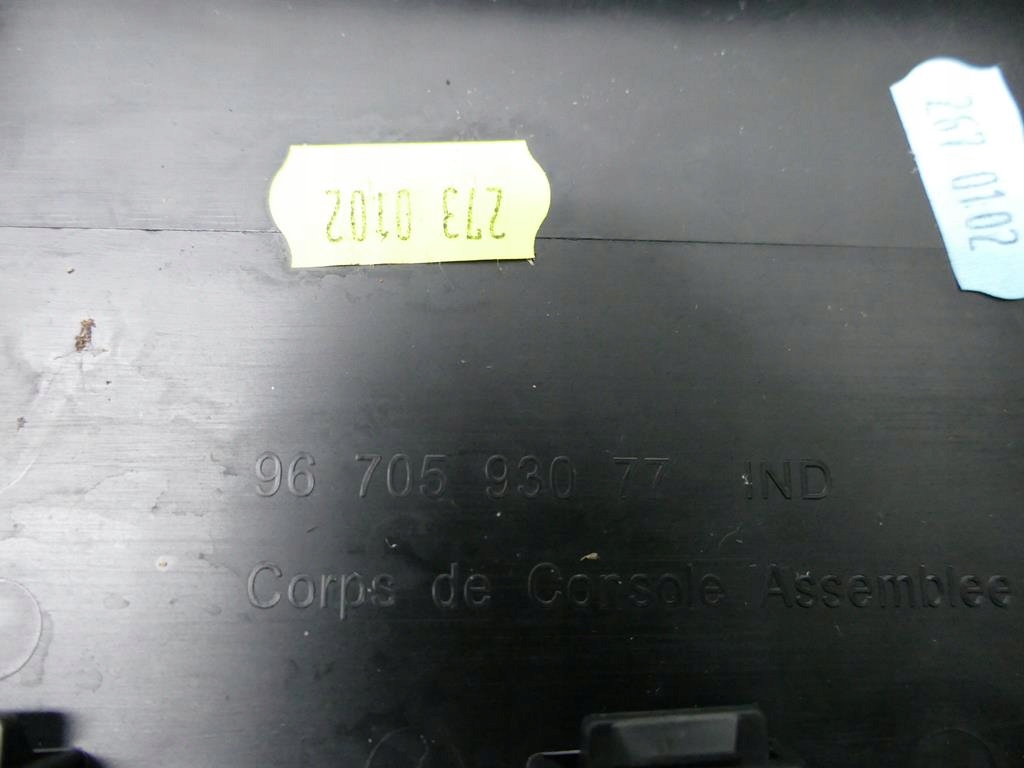 273 0102
267 0102
96 705 930 77 IND
Corps de Console Assemblee